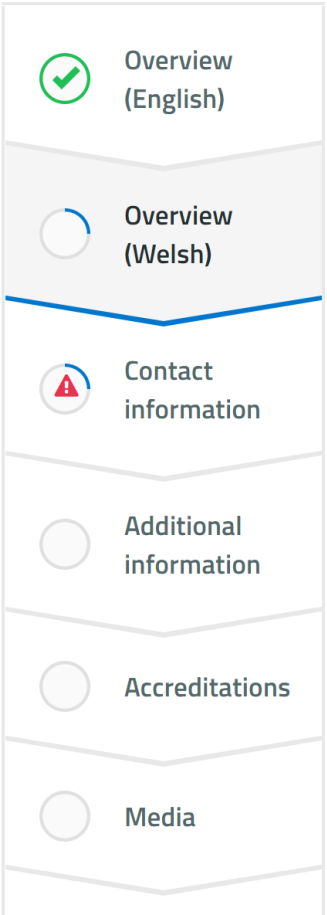 Overview
(English)
Overview
(Welsh)
Contact
information
Additional
information
Accreditations
Media